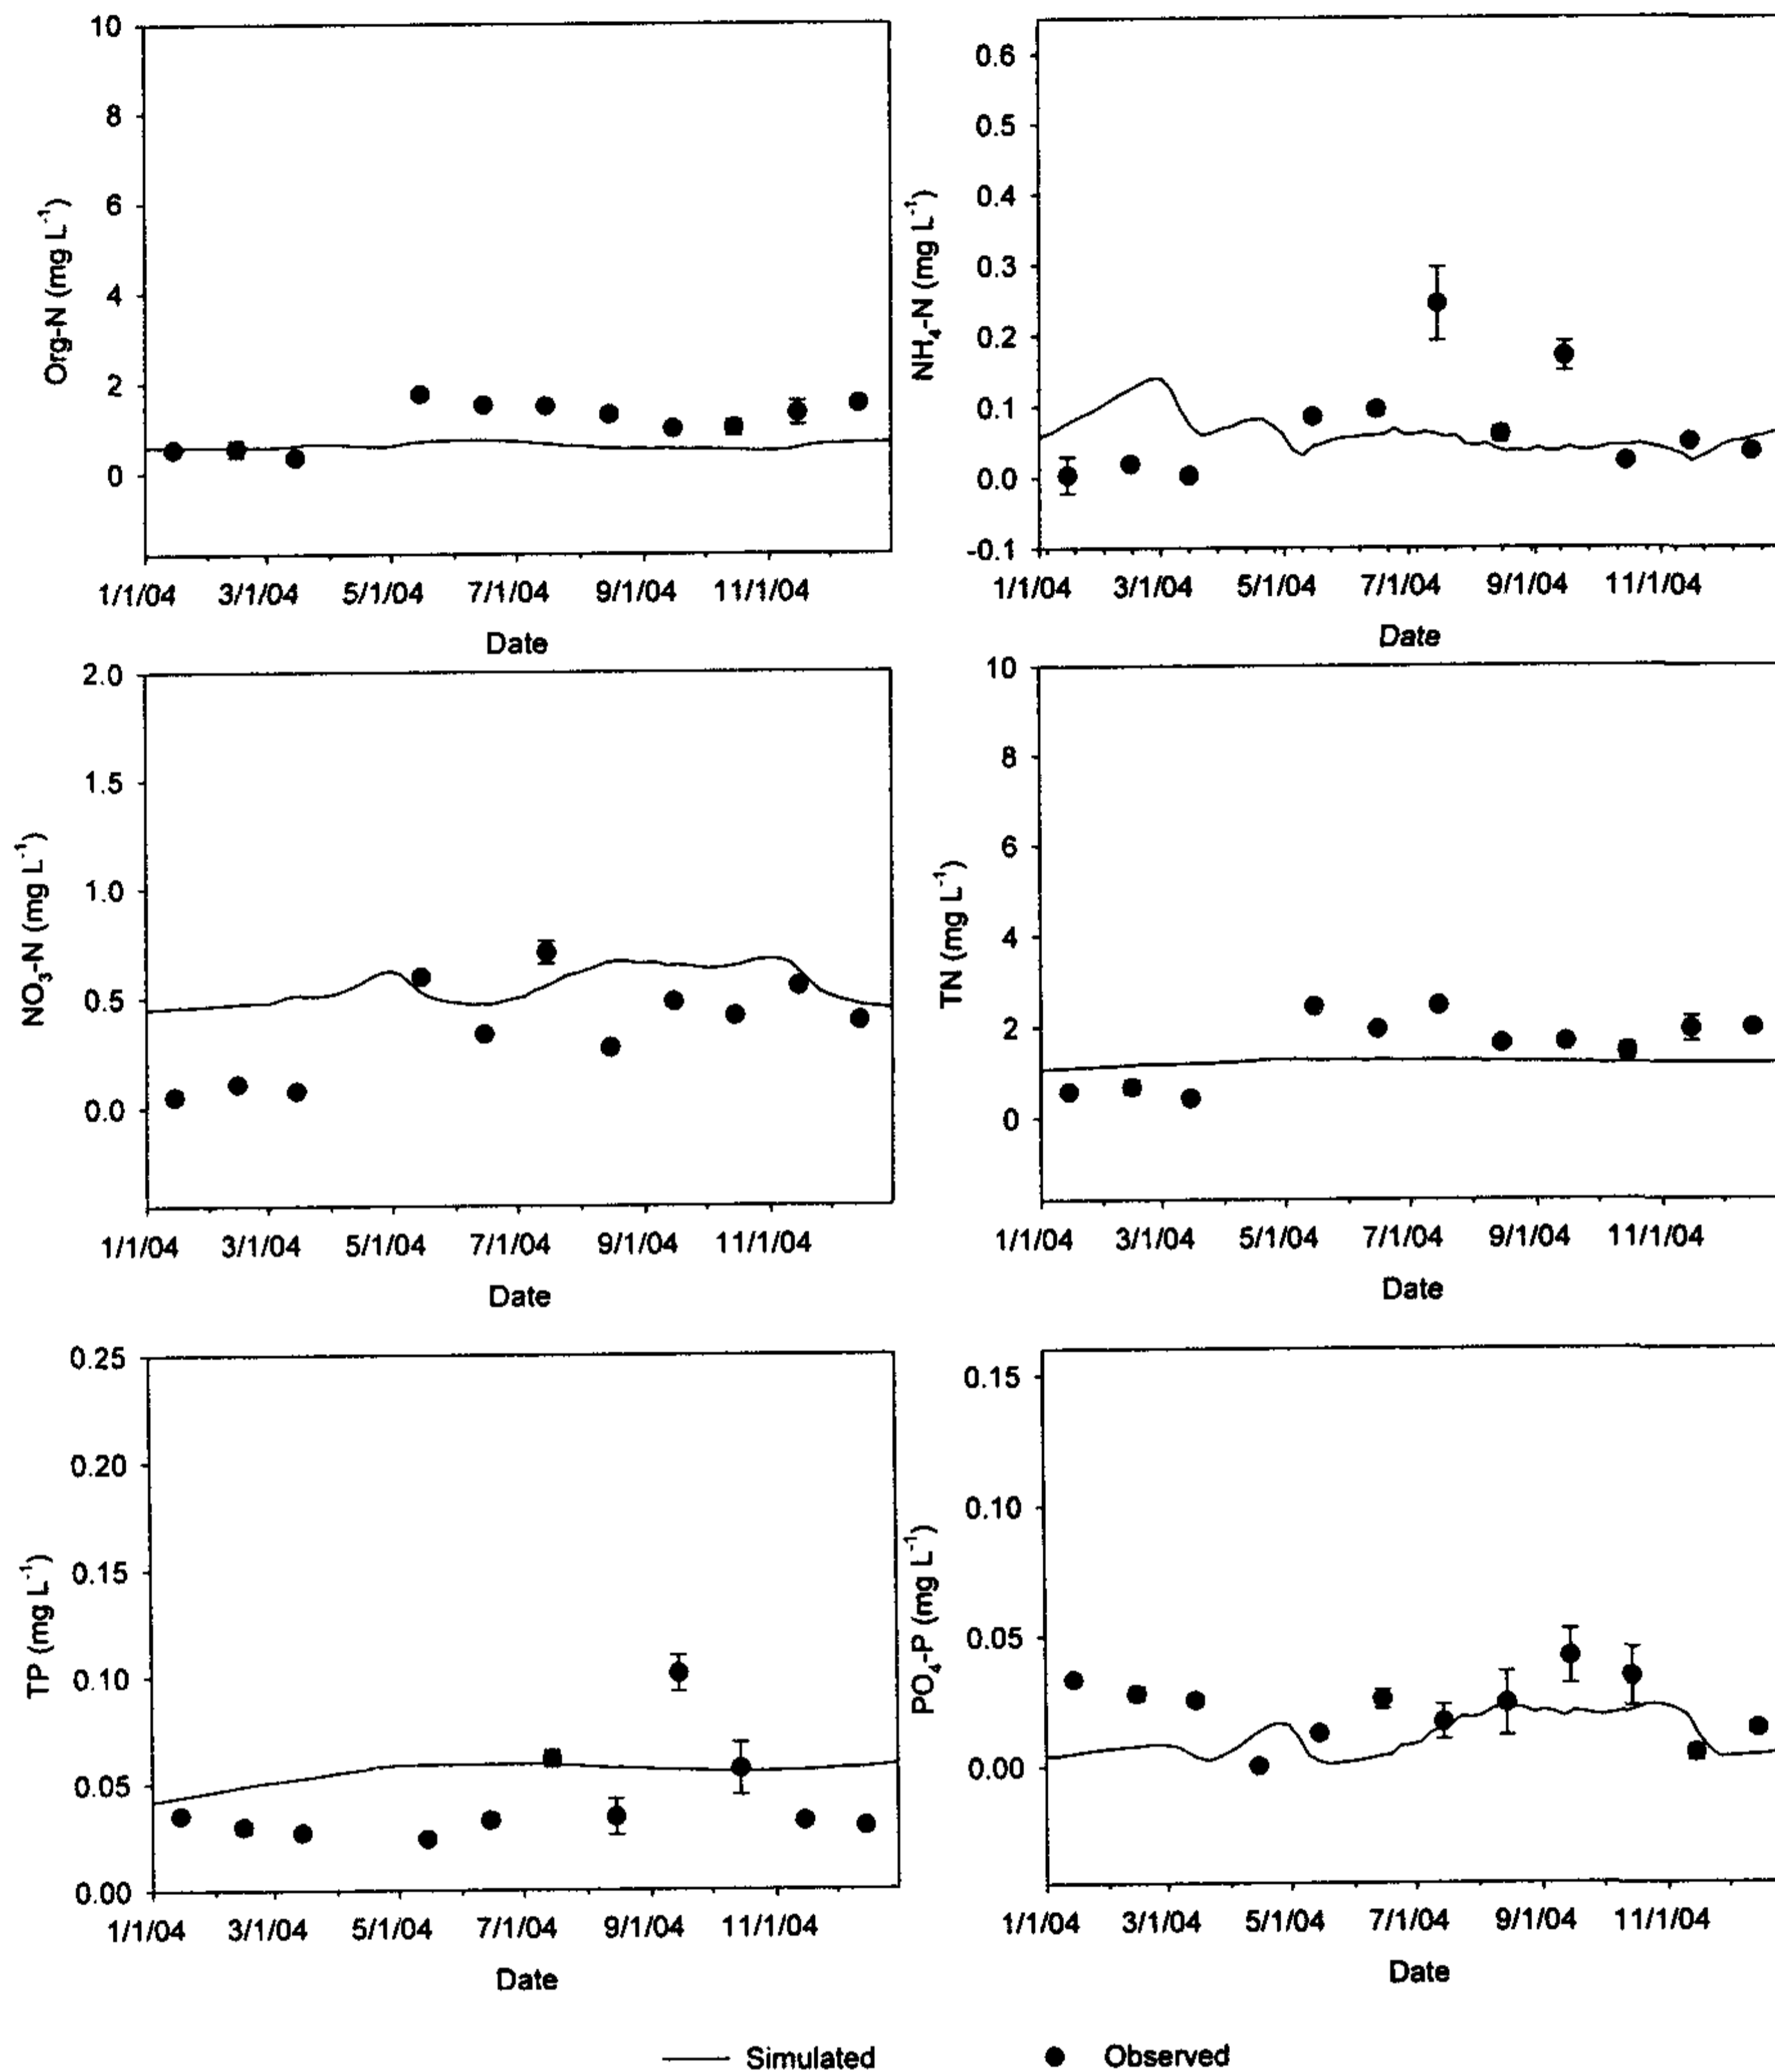 10
8
6
4
2
0
Org-N (mg L⁻¹)
1/1/04 3/1/04 5/1/04 7/1/04 9/1/04 11/1/04
Date
0.6
0.5
0.4
0.3
0.2
0.1
0.0
-0.1
NH₄-N (mg L⁻¹)
1/1/04 3/1/04 5/1/04 7/1/04 9/1/04 11/1/04
Date
2.0
1.5
1.0
0.5
0.0
NO₃-N (mg L⁻¹)
1/1/04 3/1/04 5/1/04 7/1/04 9/1/04 11/1/04
Date
10
8
6
4
2
0
TN (mg L⁻¹)
1/1/04 3/1/04 5/1/04 7/1/04 9/1/04 11/1/04
Date
0.25
0.20
0.15
0.10
0.05
0.00
TP (mg L⁻¹)
1/1/04 3/1/04 5/1/04 7/1/04 9/1/04 11/1/04
Date
0.15
0.10
0.05
0.00
PO₄-P (mg L⁻¹)
1/1/04 3/1/04 5/1/04 7/1/04 9/1/04 11/1/04
Date
Simulated Observed